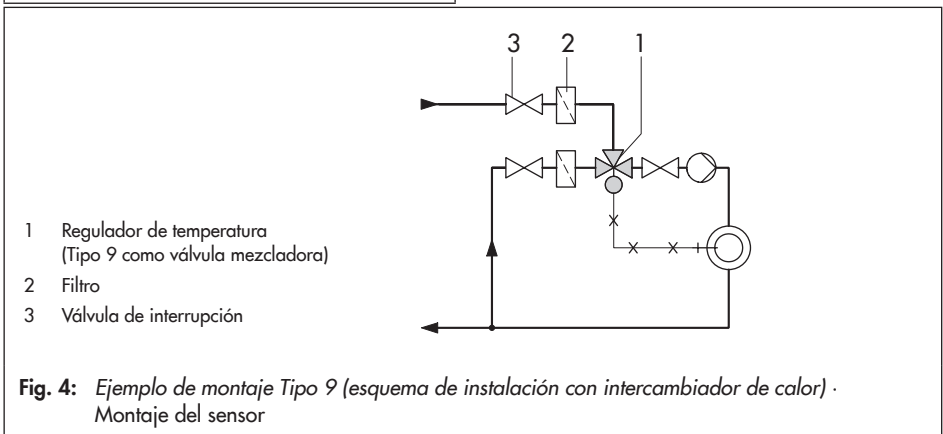 3 2 1
1 Regulador de temperatura
(Tipo 9 como válvula mezcladora)
2 Filtro
3 Válvula de interrupción
Fig. 4: Ejemplo de montaje Tipo 9 (esquema de instalación con intercambiador de calor) ·
Montaje del sensor